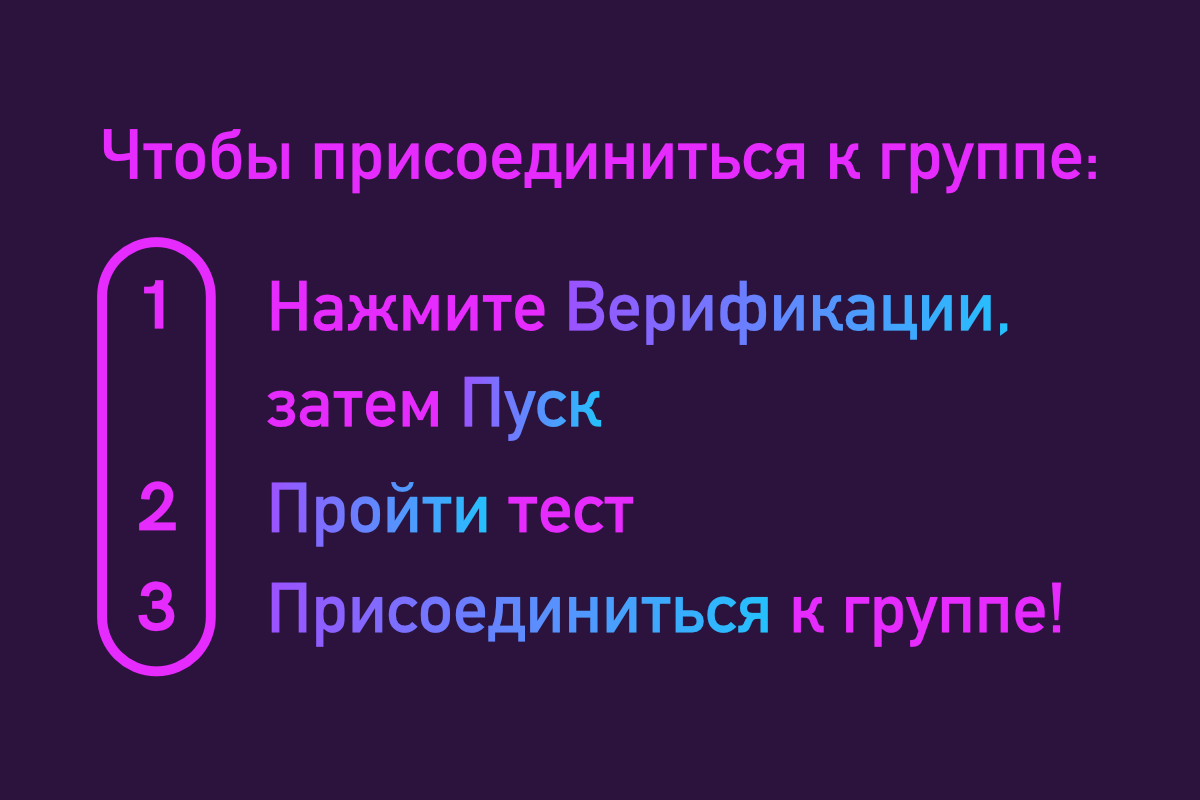 Чтобы присоединиться к группе:
1 Нажмите Верификации,
затем Пуск
2 Пройти тест
3 Присоединиться к группе!